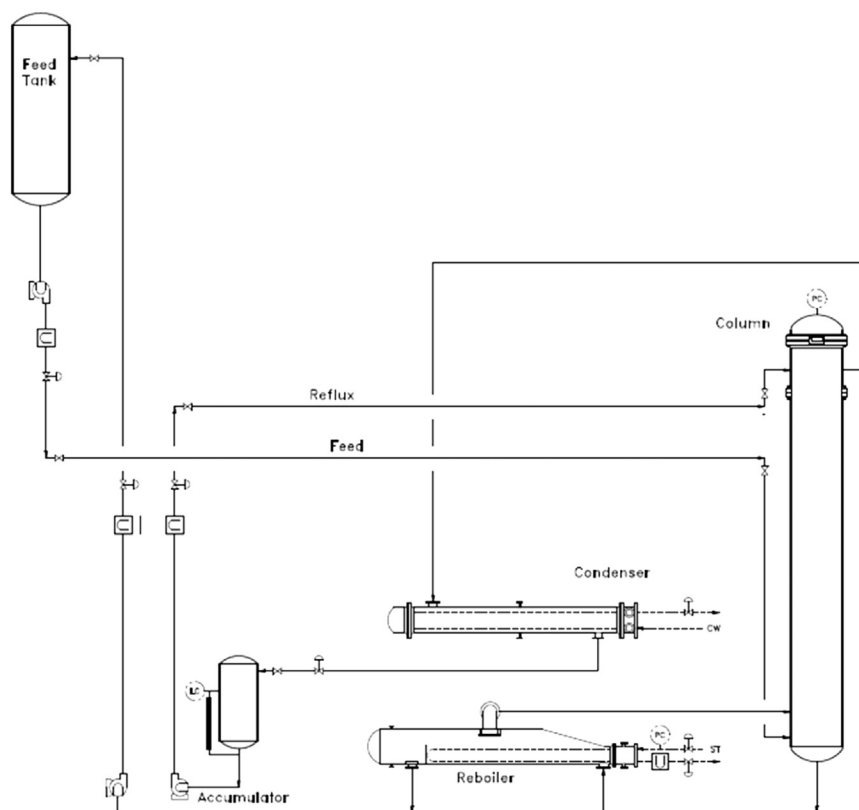 Feed
Tank
PC
Column
Reflux
Feed
Condenser
CW
LC
PC
ST
Reboiler
Accumulator